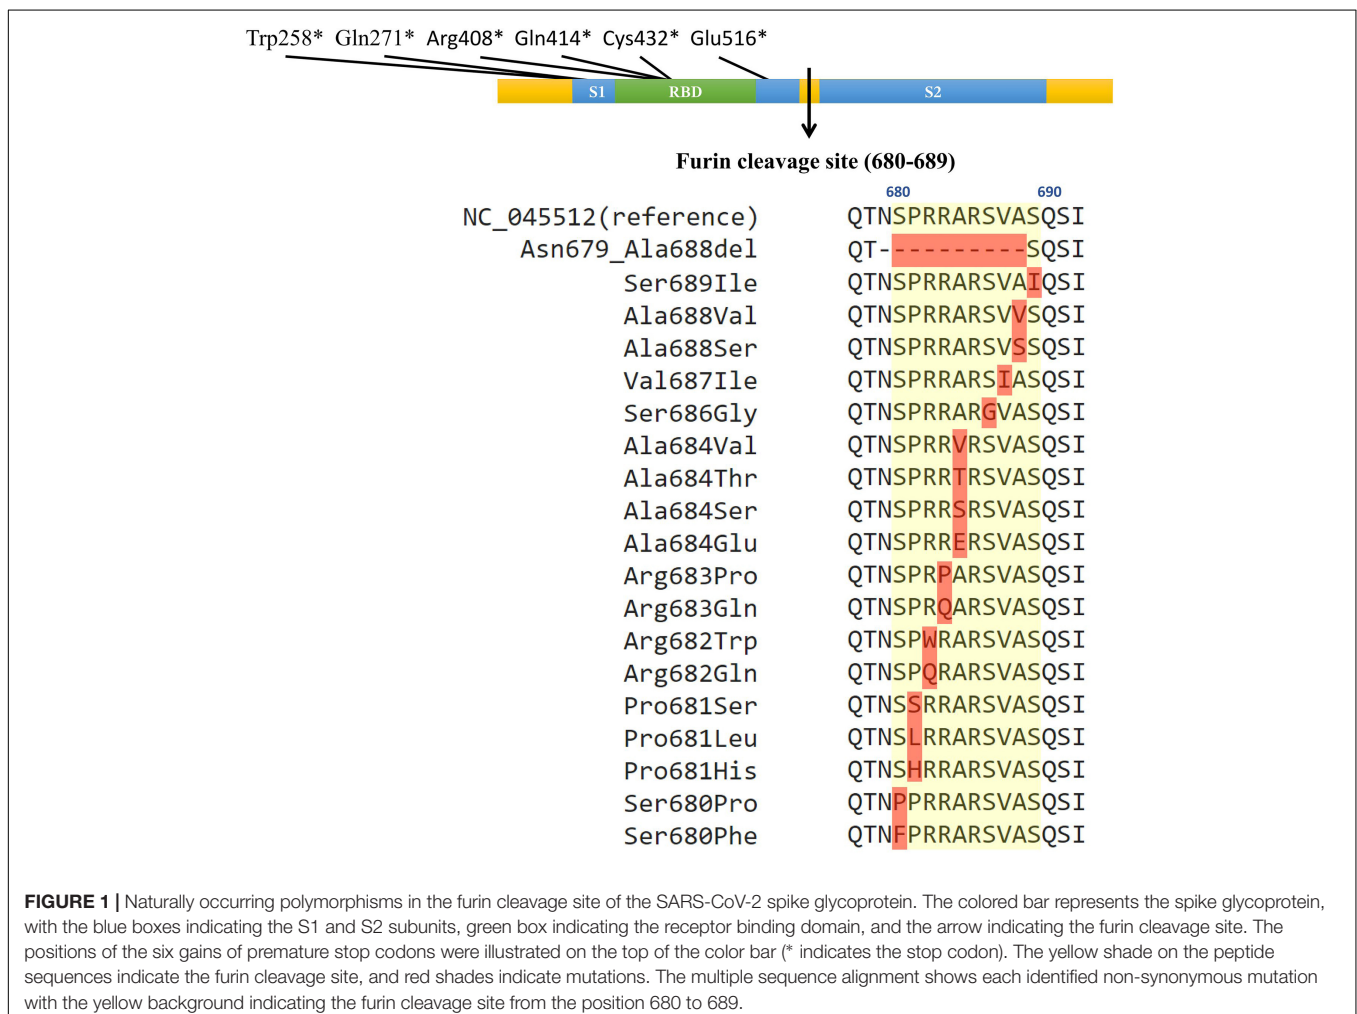 Trp258* Gln271* Arg408* Gln414* Cys432* Glu516*
S1 RBD S2
Furin cleavage site (680-689)
680 690
NC_045512(reference) QTNSPRRARSVASQSI
Asn679_Ala688del QT----------SQSI
Ser689Ile QTNSPRRARSVAIQSI
Ala688Val QTNSPRRARSVVSQSI
Ala688Ser QTNSPRRARSVSSQSI
Val687Ile QTNSPRRARSIASQSI
Ser686Gly QTNSPRRARGVASQSI
Ala684Val QTNSPRRVRSVASQSI
Ala684Thr QTNSPRRTRSVASQSI
Ala684Ser QTNSPRRSRSVASQSI
Ala684Glu QTNSPRRERSVASQSI
Arg683Pro QTNSPRPARSVASQSI
Arg683Gln QTNSPRQARSVASQSI
Arg682Trp QTNSPWRARSVASQSI
Arg682Gln QTNSPQRARSVASQSI
Pro681Ser QTNSSRRARSVASQSI
Pro681Leu QTNSLRRARSVASQSI
Pro681His QTNSHRRARSVASQSI
Ser680Pro QTNPPRRARSVASQSI
Ser680Phe QTNFPRRARSVASQSI
FIGURE 1 | Naturally occurring polymorphisms in the furin cleavage site of the SARS-CoV-2 spike glycoprotein. The colored bar represents the spike glycoprotein,
with the blue boxes indicating the S1 and S2 subunits, green box indicating the receptor binding domain, and the arrow indicating the furin cleavage site. The
positions of the six gains of premature stop codons were illustrated on the top of the color bar (* indicates the stop codon). The yellow shade on the peptide
sequences indicate the furin cleavage site, and red shades indicate mutations. The multiple sequence alignment shows each identified non-synonymous mutation
with the yellow background indicating the furin cleavage site from the position 680 to 689.